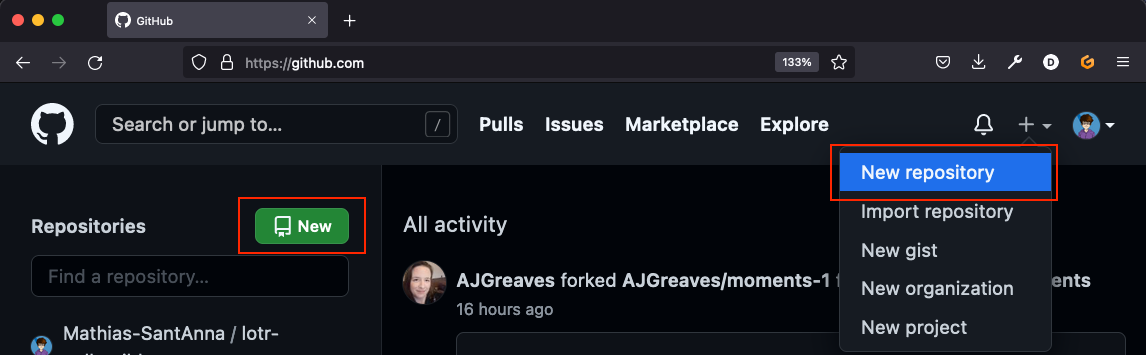 GitHub
https://github.com
133%
D
Search or jump to...
/
Pulls
Issues
Marketplace
Explore
New repository
Import repository
New gist
New organization
New project
Repositories
New
Find a repository...
Mathias-SantAnna / lotr-
All activity
AJGreaves forked AJGreaves/moments-1 ents
16 hours ago